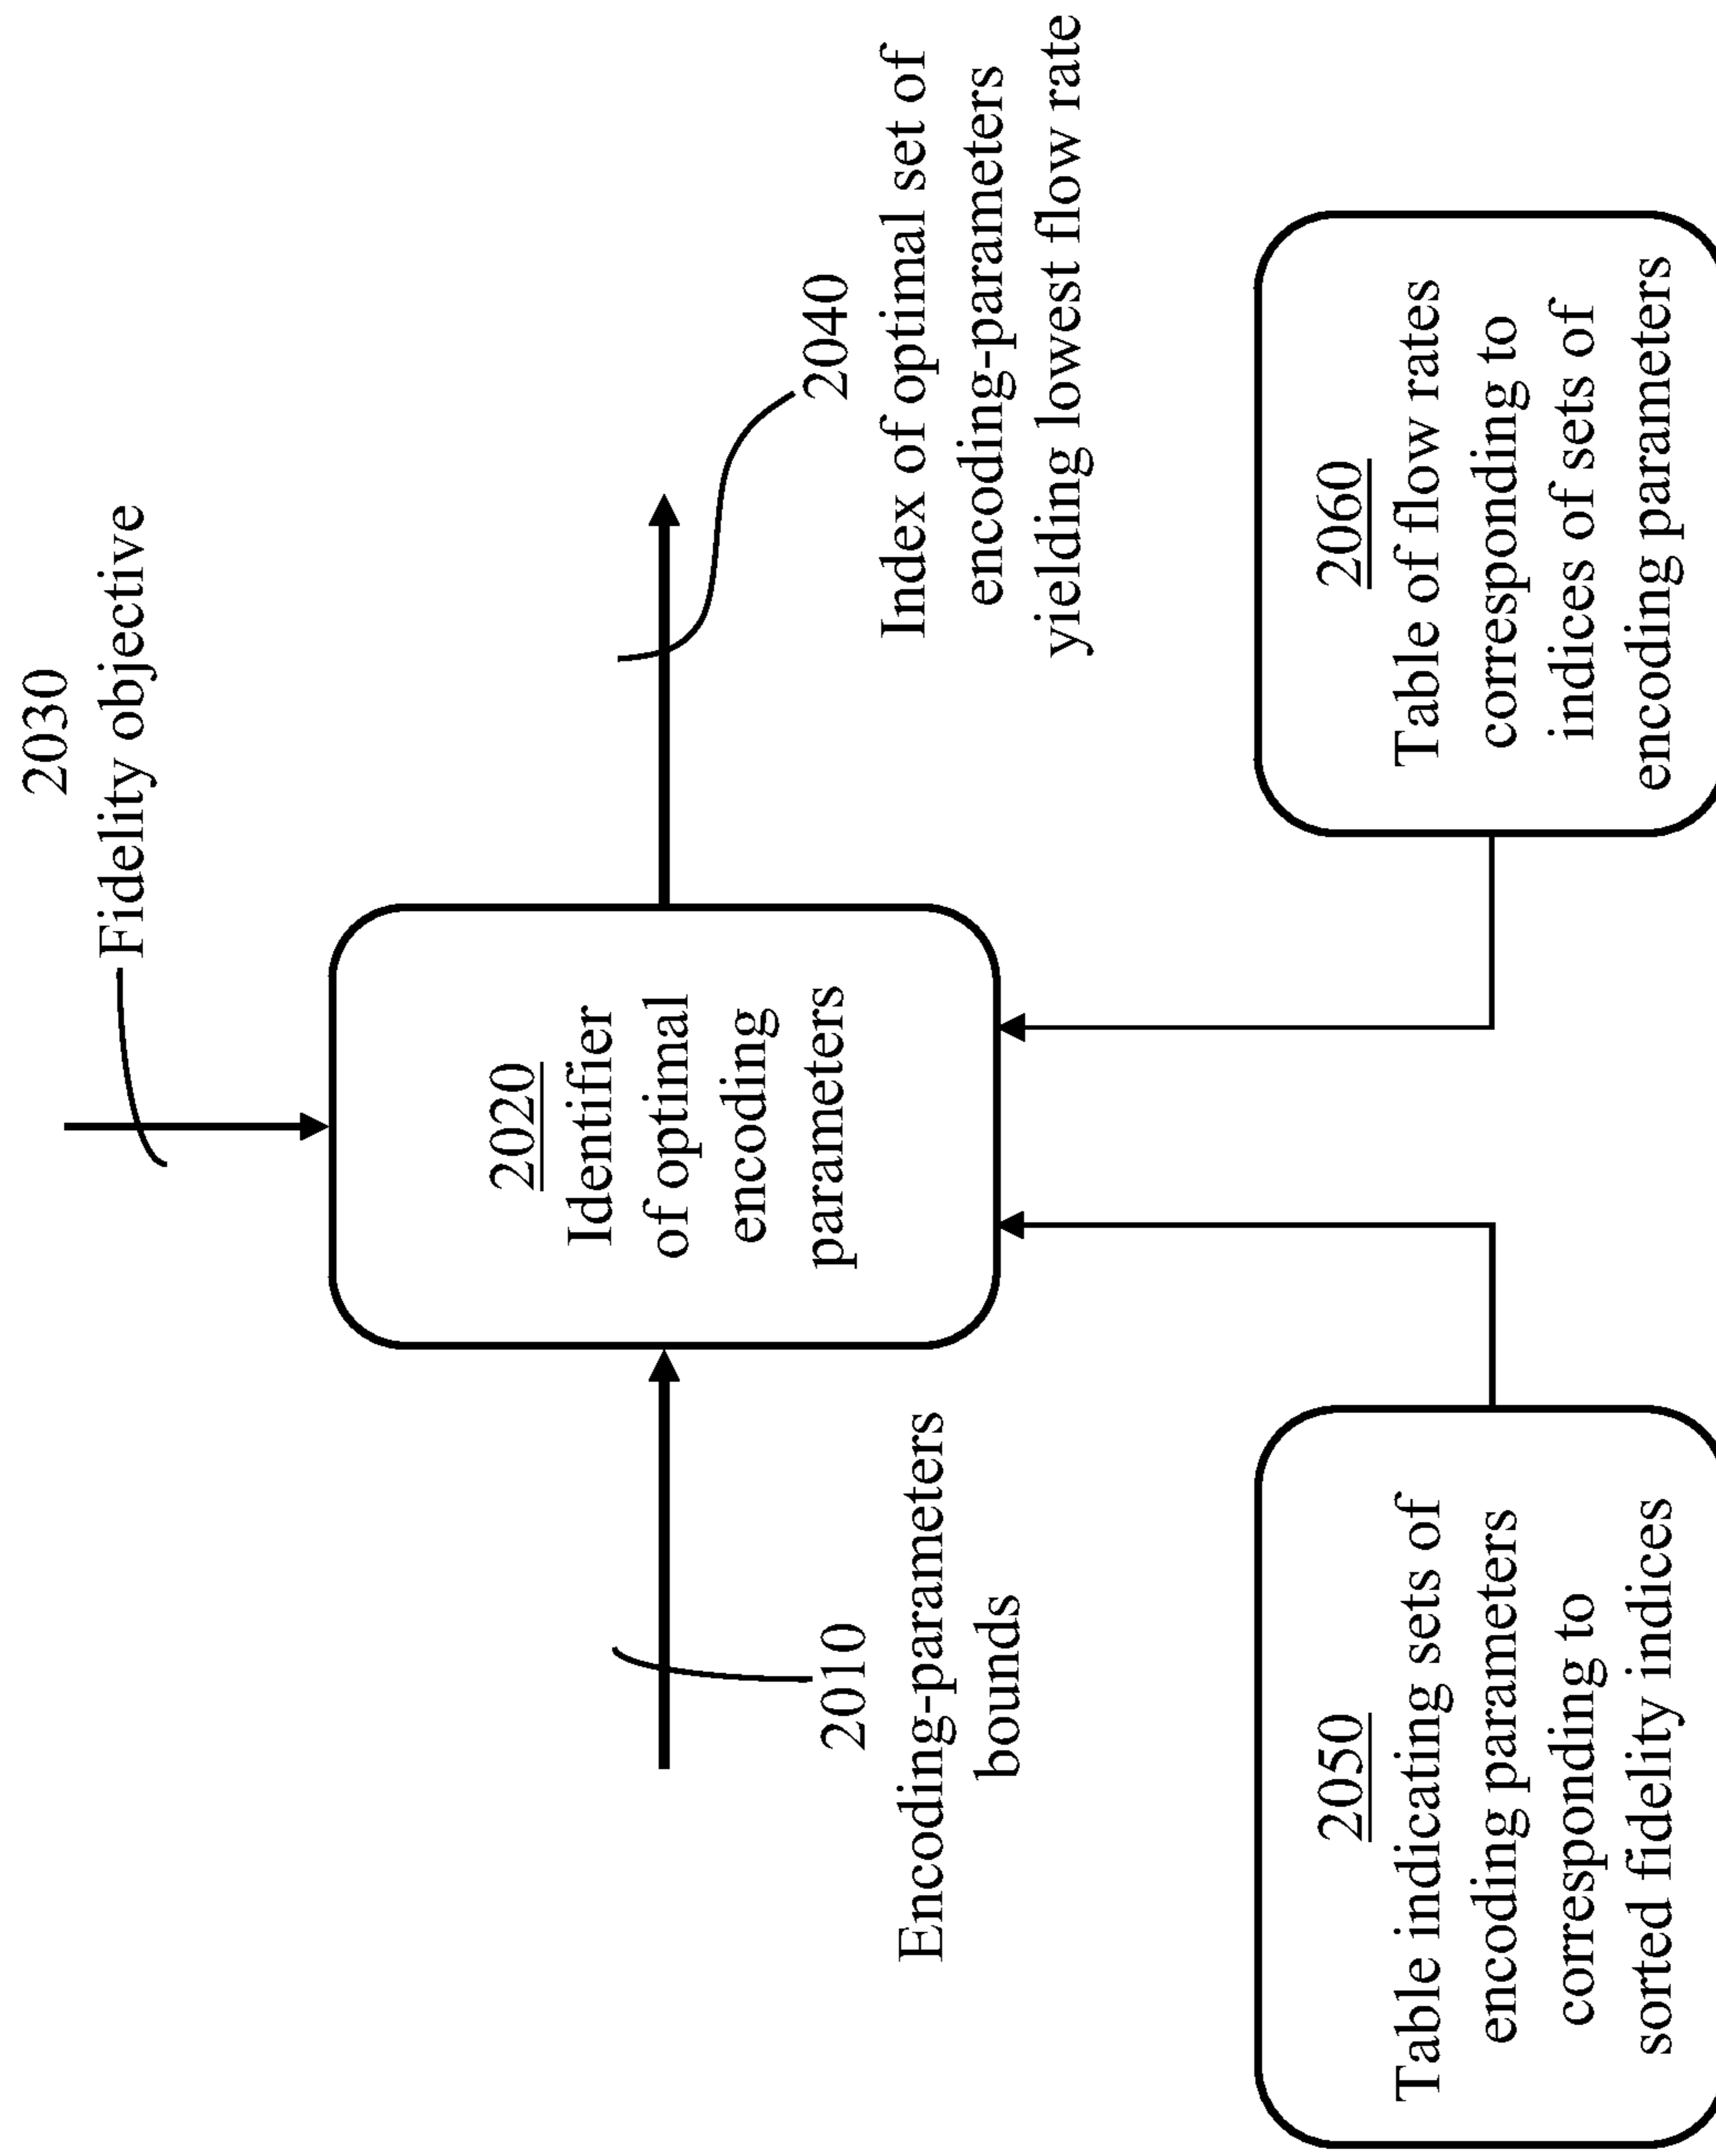 2030
Fidelity objective
2020
Identifier
of optimal
encoding
parameters
2010
Encoding-parameters
bounds
2040
Index of optimal set of
encoding-parameters
yielding lowest flow rate
2050
Table indicating sets of
encoding parameters
corresponding to
sorted fidelity indices
2060
Table of flow rates
corresponding to
indices of sets of
encoding parameters